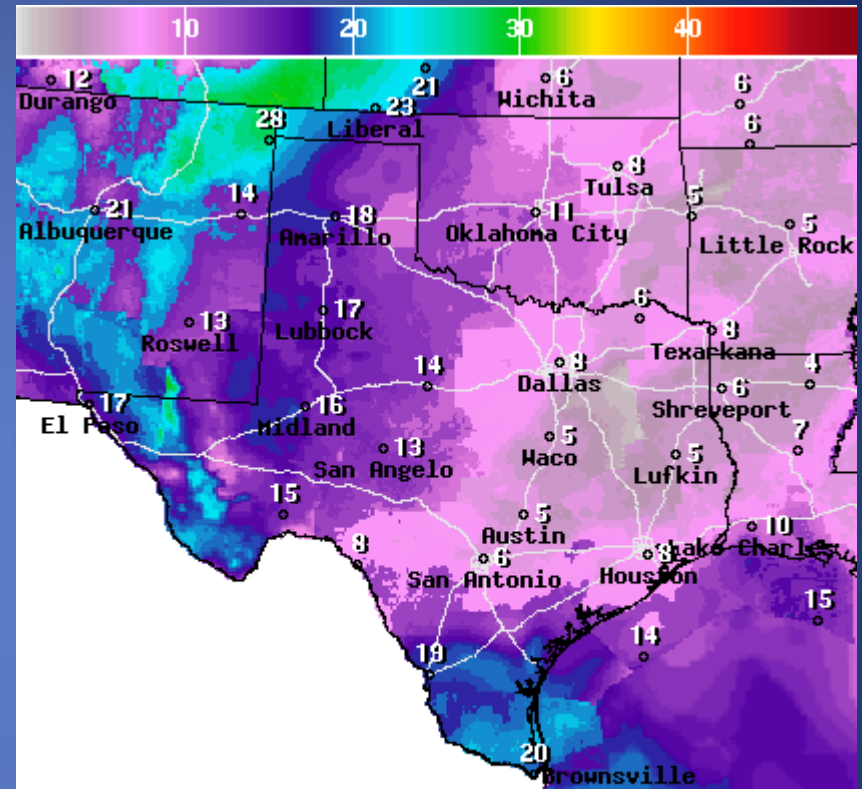 10 20 30 40
12 21 6 6
Durango 23 Wichita
28 Liberal 6
8
Tulsa
21 14 18 11 5 5
Albuquerque Amarillo Oklahoma City Little Rock
13 17 6 8
Roswell Lubbock Texarkana
14 8
Dallas
17 16 6 4
El Paso Midland Shreveport
13 5 5 7
San Angelo Waco Lufkin
15 5 10
Austin Lake Charles
8 6 8
San Antonio Houston
15
19 14
20
Brownsville